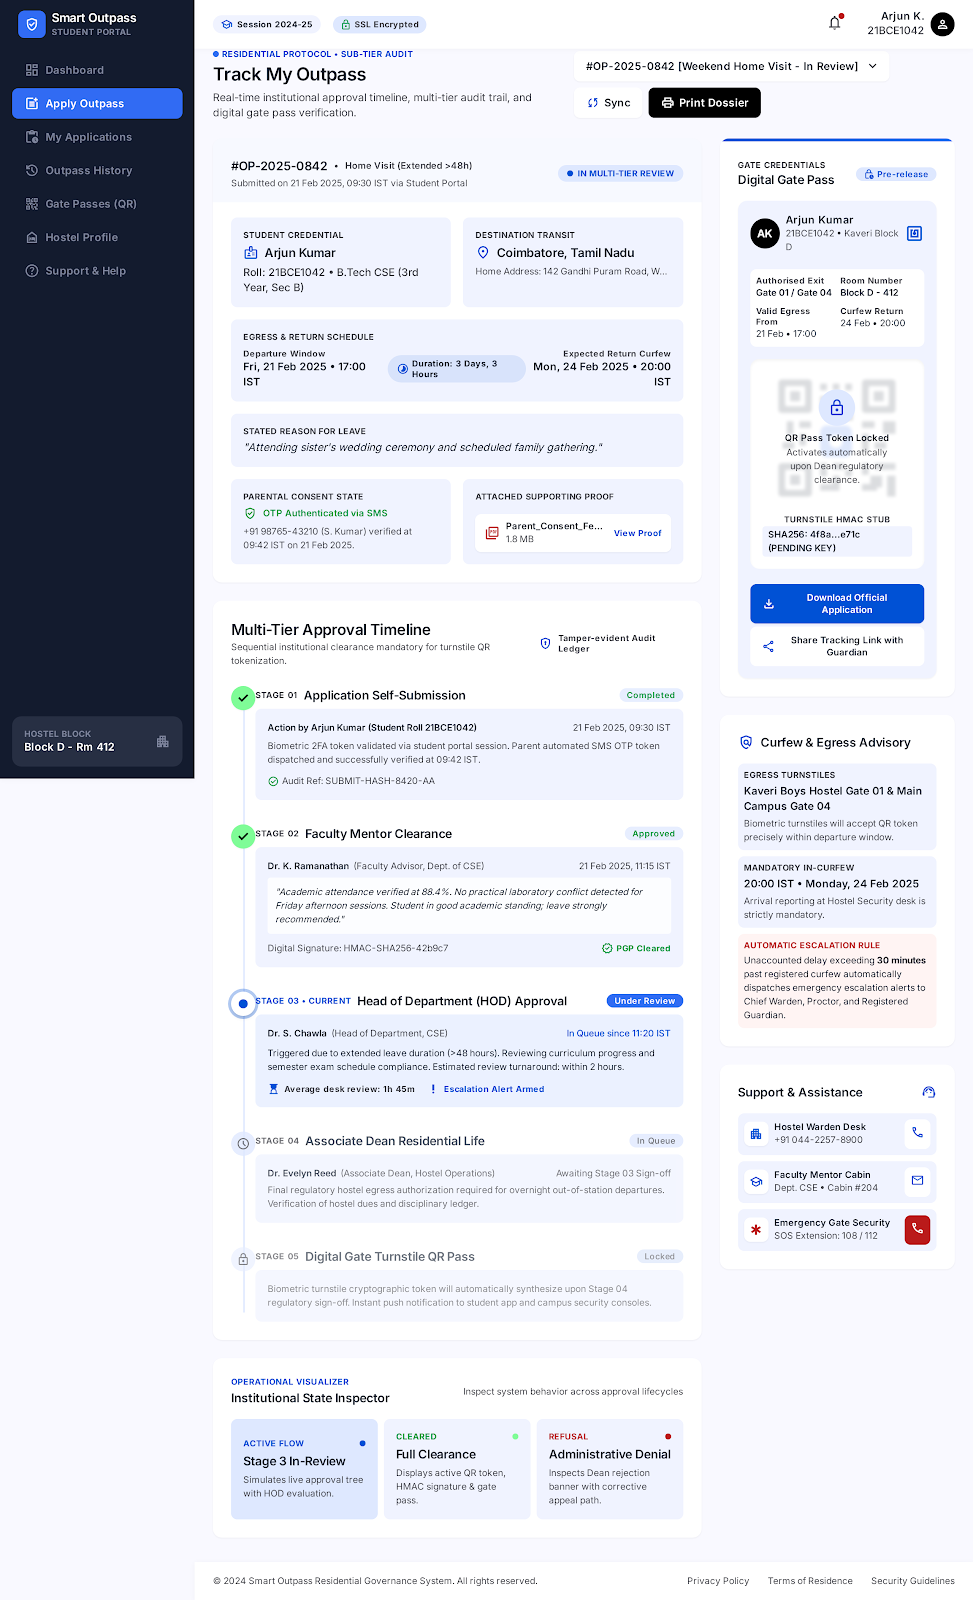 Smart Outpass
STUDENT PORTAL
Dashboard
Apply Outpass
My Applications
Outpass History
Gate Passes (QR)
Hostel Profile
Support & Help
HOSTEL BLOCK
Block D - Rm 412
Session 2024-25
SSL Encrypted
Arjun K.
21BCE1042
RESIDENTIAL PROTOCOL • SUB-TIER AUDIT
Track My Outpass
Real-time institutional approval timeline, multi-tier audit trail, and
digital gate pass verification.
#OP-2025-0842 [Weekend Home Visit - In Review]
Sync
Print Dossier
#OP-2025-0842 • Home Visit (Extended >48h)
Submitted on 21 Feb 2025, 09:30 IST via Student Portal
IN MULTI-TIER REVIEW
STUDENT CREDENTIAL
Arjun Kumar
Roll: 21BCE1042 • B.Tech CSE (3rd
Year, Sec B)
DESTINATION TRANSIT
Coimbatore, Tamil Nadu
Home Address: 142 Gandhi Puram Road, W...
EGRESS & RETURN SCHEDULE
Departure Window
Fri, 21 Feb 2025 • 17:00
IST
Duration: 3 Days, 3
Hours
Expected Return Curfew
Mon, 24 Feb 2025 • 20:00
IST
STATED REASON FOR LEAVE
"Attending sister's wedding ceremony and scheduled family gathering."
PARENTAL CONSENT STATE
OTP Authenticated via SMS
+91 98765-43210 (S. Kumar) verified at
09:42 IST on 21 Feb 2025.
ATTACHED SUPPORTING PROOF
Parent_Consent_Fe...
1.8 MB
View Proof
Multi-Tier Approval Timeline
Sequential institutional clearance mandatory for turnstile QR
tokenization.
Tamper-evident Audit
Ledger
STAGE 01 Application Self-Submission
Completed
Action by Arjun Kumar (Student Roll 21BCE1042)
21 Feb 2025, 09:30 IST
Biometric 2FA token validated via student portal session. Parent automated SMS OTP token
dispatched and successfully verified at 09:42 IST.
Audit Ref: SUBMIT-HASH-8420-AA
STAGE 02 Faculty Mentor Clearance
Approved
Dr. K. Ramanathan (Faculty Advisor, Dept. of CSE)
21 Feb 2025, 11:15 IST
"Academic attendance verified at 88.4%. No practical laboratory conflict detected for
Friday afternoon sessions. Student in good academic standing; leave strongly
recommended."
Digital Signature: HMAC-SHA256-42b9c7
PGP Cleared
STAGE 03 • CURRENT Head of Department (HOD) Approval
Under Review
Dr. S. Chawla (Head of Department, CSE)
In Queue since 11:20 IST
Triggered due to extended leave duration (>48 hours). Reviewing curriculum progress and
semester exam schedule compliance. Estimated review turnaround: within 2 hours.
Average desk review: 1h 45m
Escalation Alert Armed
STAGE 04 Associate Dean Residential Life
In Queue
Dr. Evelyn Reed (Associate Dean, Hostel Operations)
Awaiting Stage 03 Sign-off
Final regulatory hostel egress authorization required for overnight out-of-station departures.
Verification of hostel dues and disciplinary ledger.
STAGE 05 Digital Gate Turnstile QR Pass
Locked
Biometric turnstile cryptographic token will automatically synthesize upon Stage 04
regulatory sign-off. Instant push notification to student app and campus security consoles.
OPERATIONAL VISUALIZER
Institutional State Inspector
Inspect system behavior across approval lifecycles
ACTIVE FLOW
Stage 3 In-Review
Simulates live approval tree
with HOD evaluation.
CLEARED
Full Clearance
Displays active QR token,
HMAC signature & gate
pass.
REFUSAL
Administrative Denial
Inspects Dean rejection
banner with corrective
appeal path.
GATE CREDENTIALS
Digital Gate Pass
Pre-release
AK
Arjun Kumar
21BCE1042 • Kaveri Block
D
Authorised Exit
Gate 01 / Gate 04
Room Number
Block D - 412
Valid Egress
From
21 Feb • 17:00
Curfew Return
24 Feb • 20:00
QR Pass Token Locked
Activates automatically
upon Dean regulatory
clearance.
TURNSTILE HMAC STUB
SHA256: 4f8a...e71c
(PENDING KEY)
Download Official
Application
Share Tracking Link with
Guardian
Curfew & Egress Advisory
EGRESS TURNSTILES
Kaveri Boys Hostel Gate 01 & Main
Campus Gate 04
Biometric turnstiles will accept QR token
precisely within departure window.
MANDATORY IN-CURFEW
20:00 IST • Monday, 24 Feb 2025
Arrival reporting at Hostel Security desk is
strictly mandatory.
AUTOMATIC ESCALATION RULE
Unaccounted delay exceeding 30 minutes
past registered curfew automatically
dispatches emergency escalation alerts to
Chief Warden, Proctor, and Registered
Guardian.
Support & Assistance
Hostel Warden Desk
+91 044-2257-8900
Faculty Mentor Cabin
Dept. CSE • Cabin #204
Emergency Gate Security
SOS Extension: 108 / 112
© 2024 Smart Outpass Residential Governance System. All rights reserved.
Privacy Policy
Terms of Residence
Security Guidelines